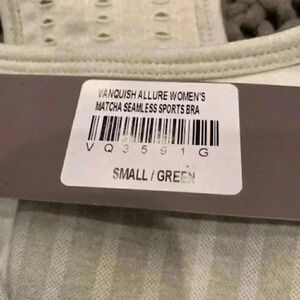 VANQUISH ALLURE WOMEN'S
MATCHA SEAMLESS SPORTS BRA
VQ3591G
SMALL / GREEN